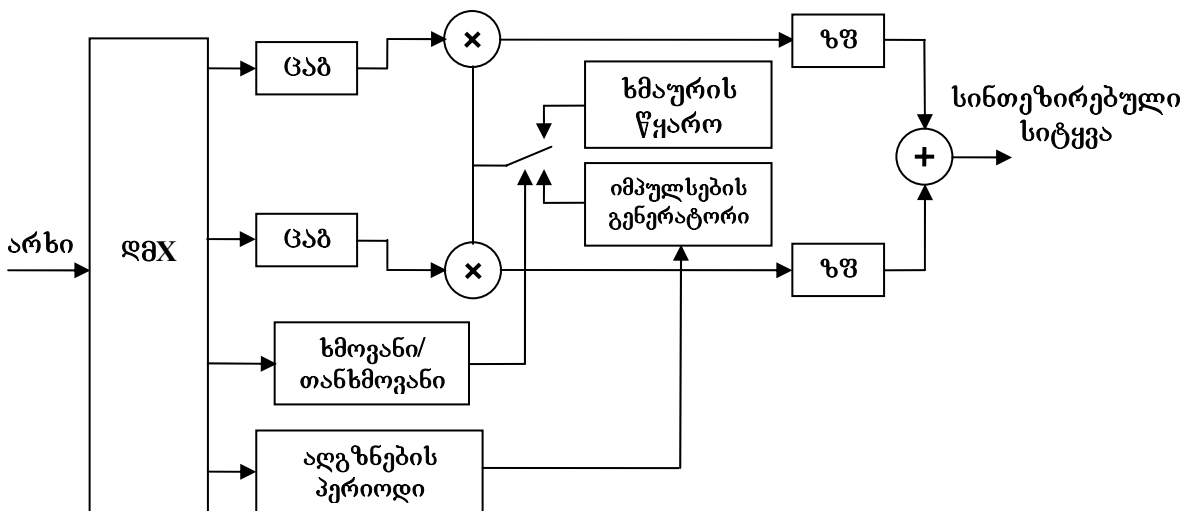 ცაგ
×
ზფ
ხმაურის
წყარო
სინთეზირებული
სიტყვა
+
იმპულსების
გენერატორი
არხი
დმX
ცაგ
×
ზფ
ხმოვანი/
თანხმოვანი
აღგზნების
პერიოდი